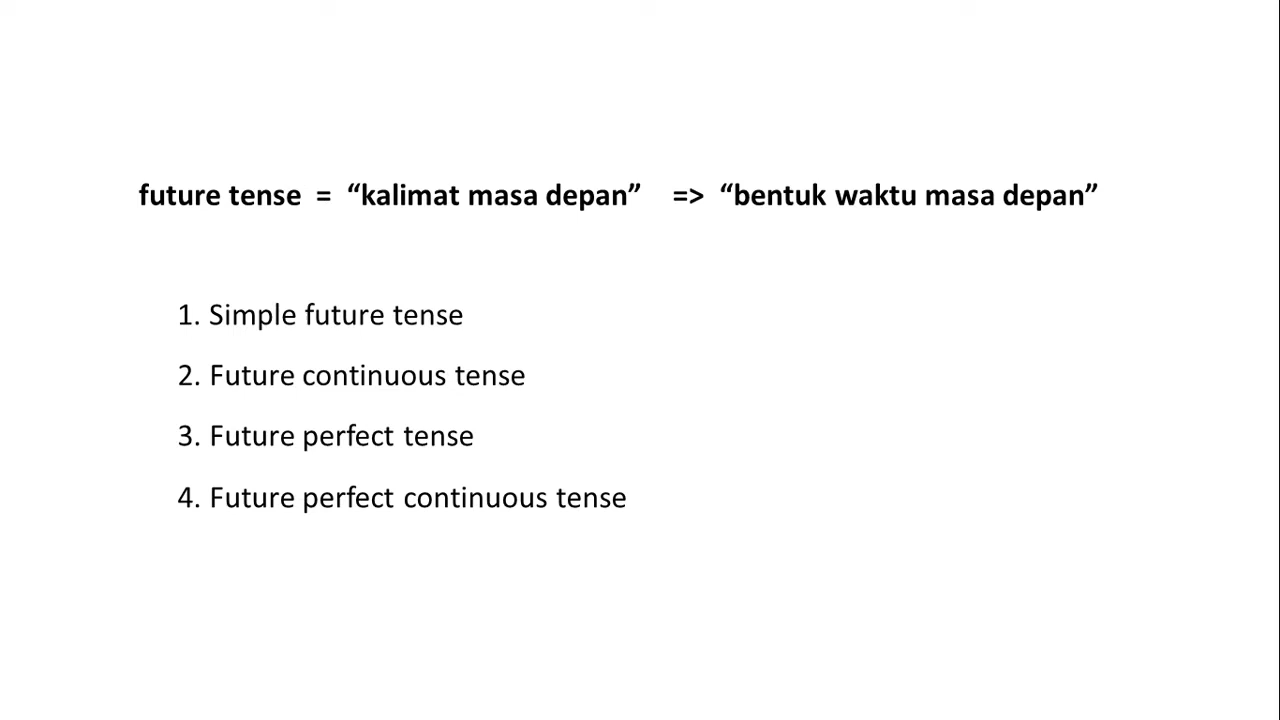 future tense = “kalimat masa depan” => “bentuk waktu masa depan”
1. Simple future tense
2. Future continuous tense
3. Future perfect tense
4. Future perfect continuous tense